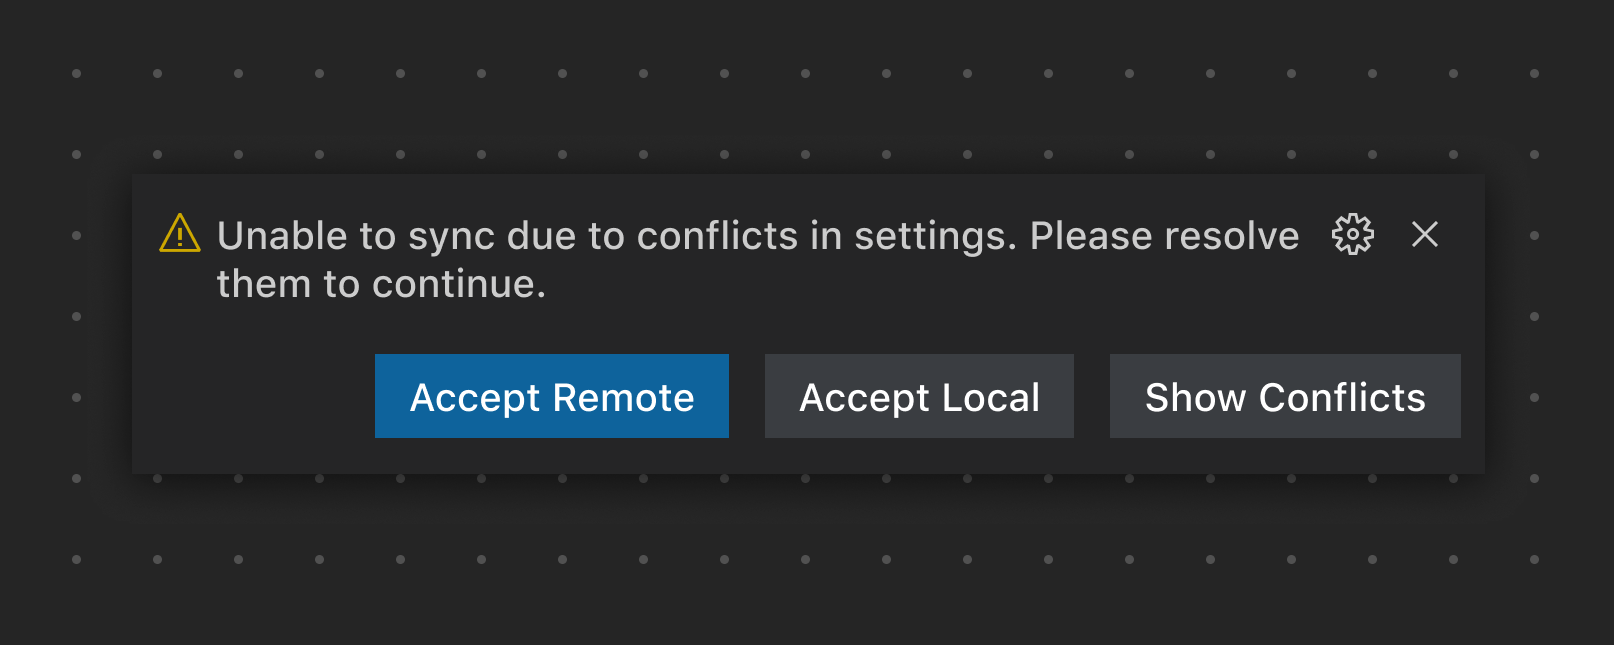 Unable to sync due to conflicts in settings. Please resolve
them to continue.
Accept Remote
Accept Local
Show Conflicts